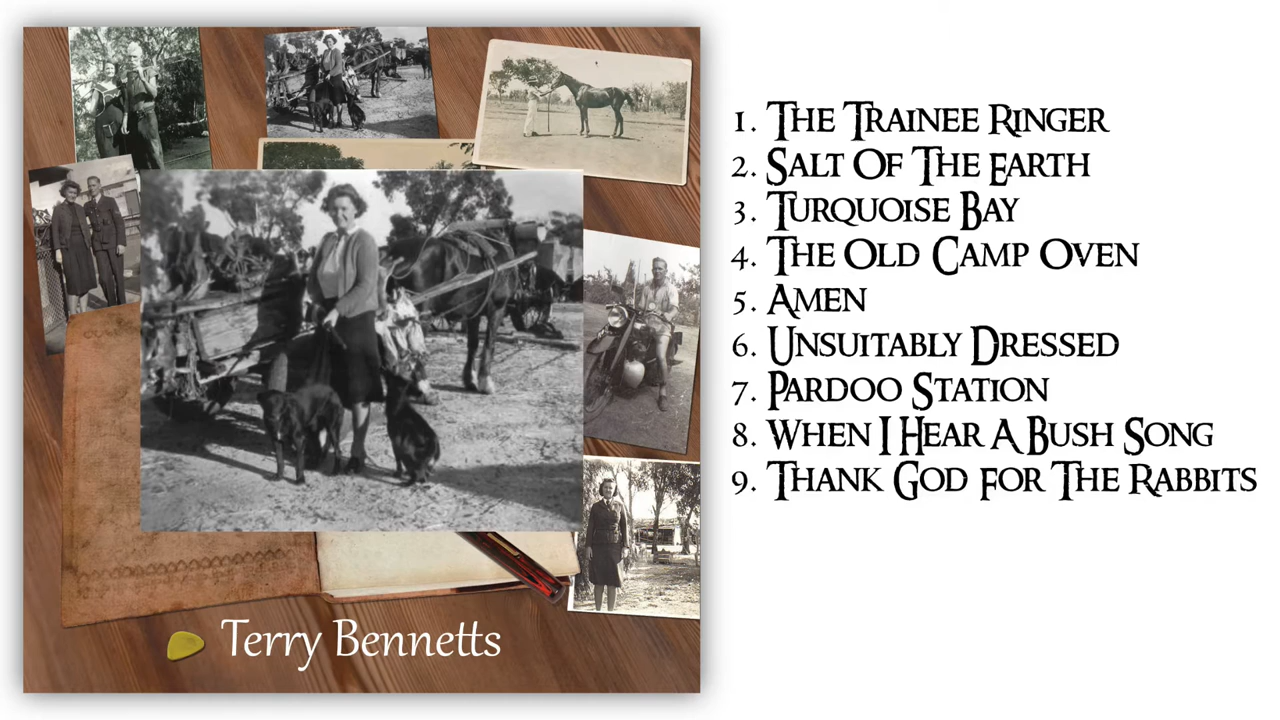 Terry Bennetts
1. The Trainee Ringer
2. Salt Of The Earth
3. Turquoise Bay
4. The Old Camp Oven
5. Amen
6. Unsuitably Dressed
7. Pardoo Station
8. When I Hear A Bush Song
9. Thank God For The Rabbits